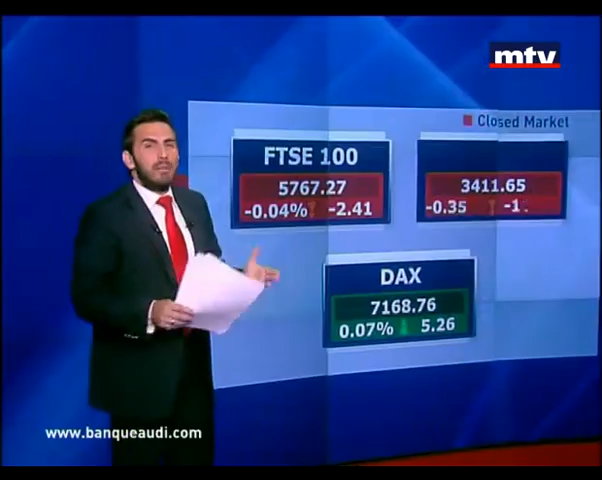 mtv
Closed Market
FTSE 100
5767.27
-0.04% -2.41
3411.65
-0.35
DAX
7168.76
0.07% 5.26
www.banqueaudi.com